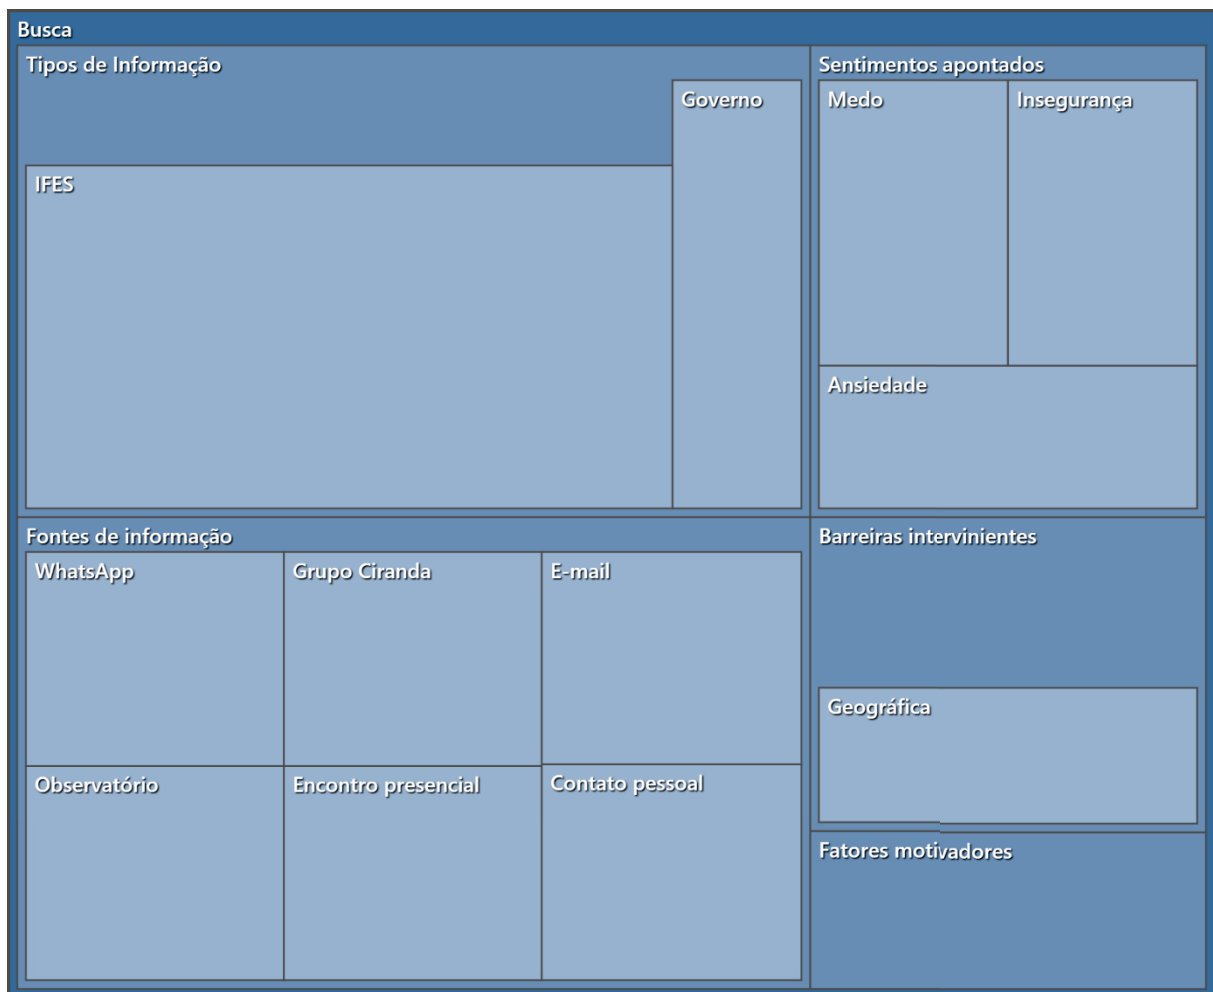 Busca
Tipos de Informação
Governo
IFES
Sentimentos apontados
Medo
Insegurança
Ansiedade
Fontes de informação
WhatsApp
Grupo Ciranda
E-mail
Observatório
Encontro presencial
Contato pessoal
Barreiras intervinientes
Geográfica
Fatores motivadores